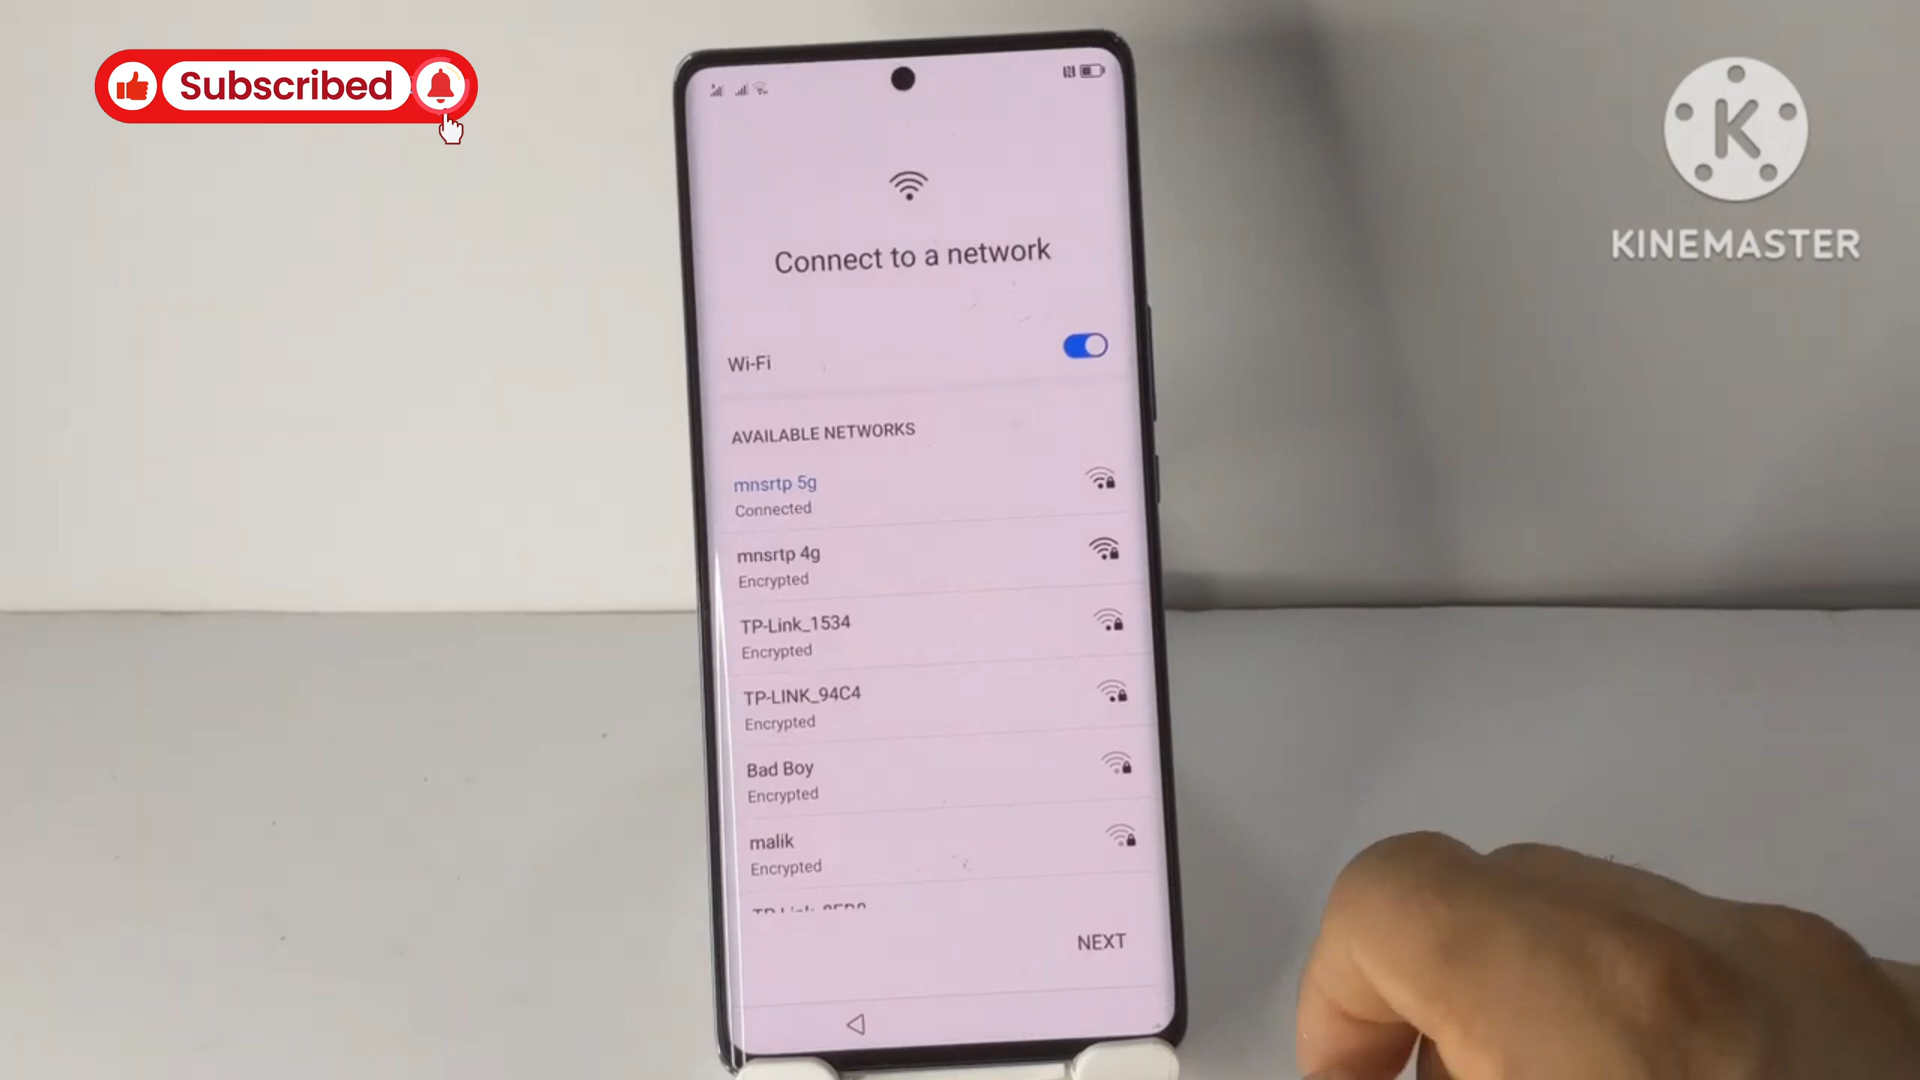 Subscribed
K
KINEMASTER
Connect to a network
Wi-Fi
AVAILABLE NETWORKS
mnsrtp 5g
Connected
mnsrtp 4g
Encrypted
TP-Link_1534
Encrypted
TP-LINK_94C4
Encrypted
Bad Boy
Encrypted
malik
Encrypted
NEXT